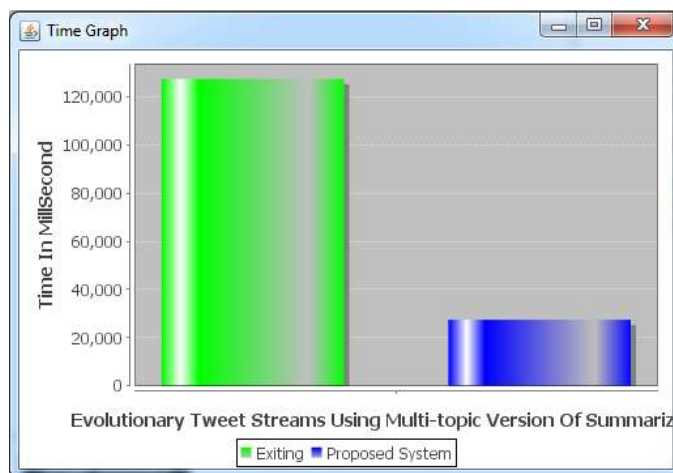 Time Graph
120,000
100,000
80,000
60,000
40,000
20,000
0
Time In MillSecond
Evolutionary Tweet Streams Using Multi-topic Version Of Summariz
Exiting Proposed System